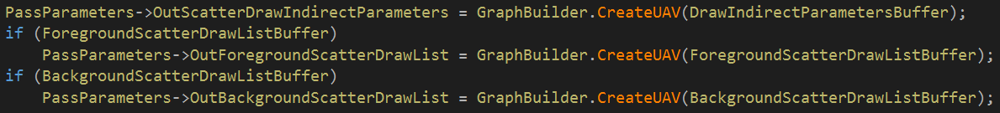 PassParameters->OutScatterDrawIndirectParameters = GraphBuilder.CreateUAV(DrawIndirectParametersBuffer);
if (ForegroundScatterDrawListBuffer)
    PassParameters->OutForegroundScatterDrawList = GraphBuilder.CreateUAV(ForegroundScatterDrawListBuffer);
if (BackgroundScatterDrawListBuffer)
    PassParameters->OutBackgroundScatterDrawList = GraphBuilder.CreateUAV(BackgroundScatterDrawListBuffer);